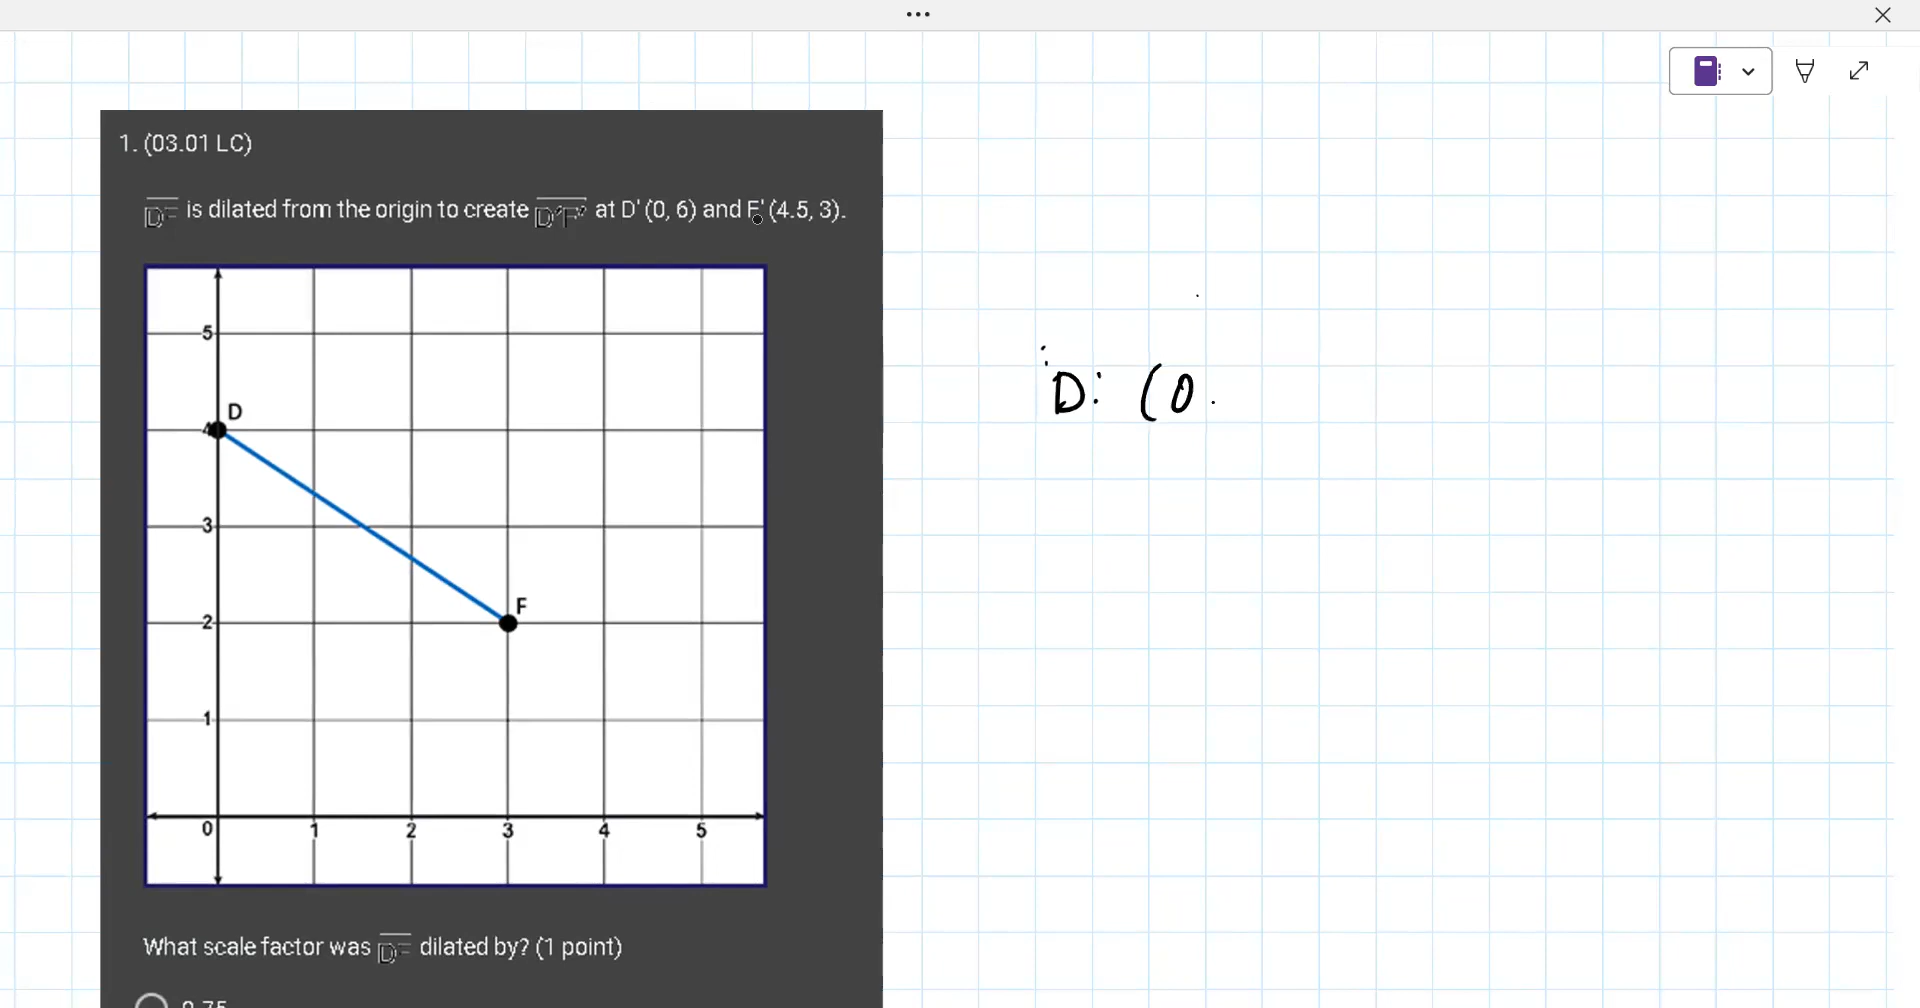 1. (03.01 LC)
DF is dilated from the origin to create D'F' at D' (0, 6) and F' (4.5, 3).
5
D
4
D: (0
3
F
2
1
0 1 2 3 4 5
What scale factor was DF dilated by? (1 point)
0.75